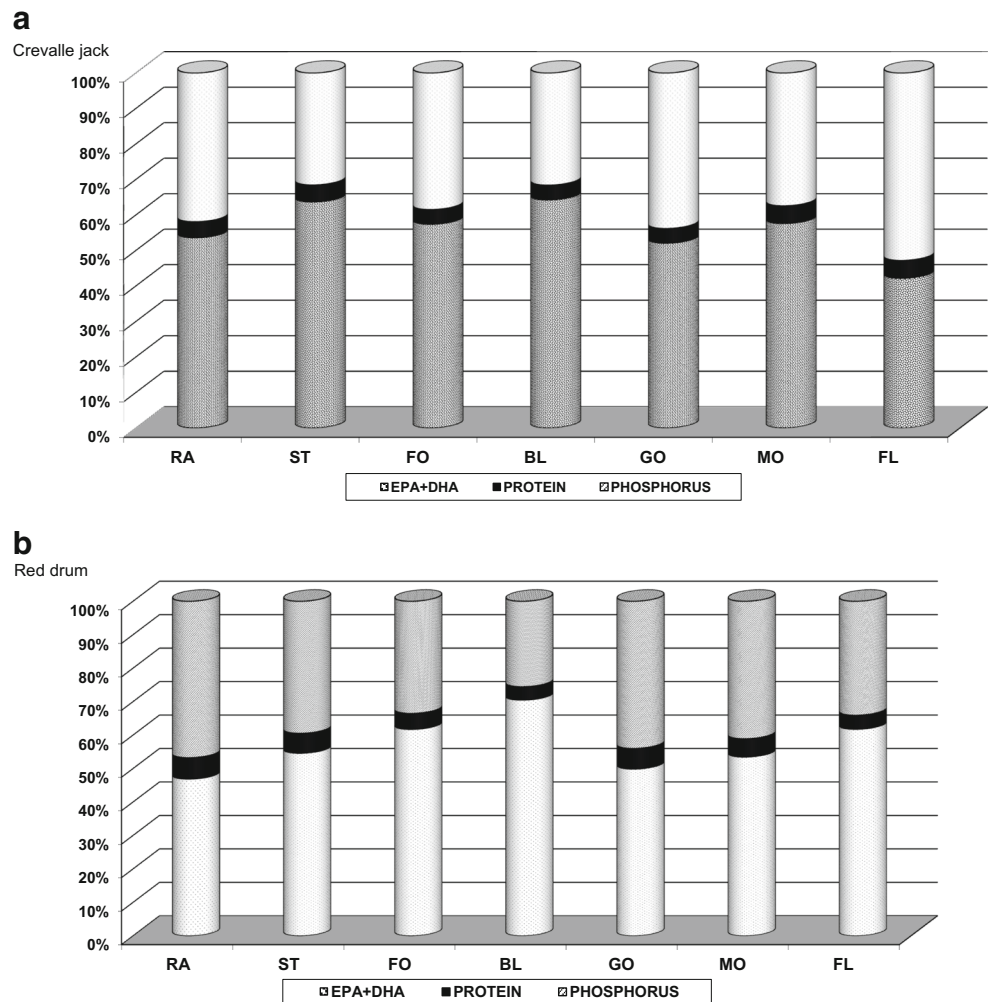 a
Crevalle jack
100%
90%
80%
70%
60%
50%
40%
30%
20%
10%
0%
RA ST FO BL GO MO FL
EPA+DHA PROTEIN PHOSPHORUS
b
Red drum
100%
90%
80%
70%
60%
50%
40%
30%
20%
10%
0%
RA ST FO BL GO MO FL
EPA+DHA PROTEIN PHOSPHORUS